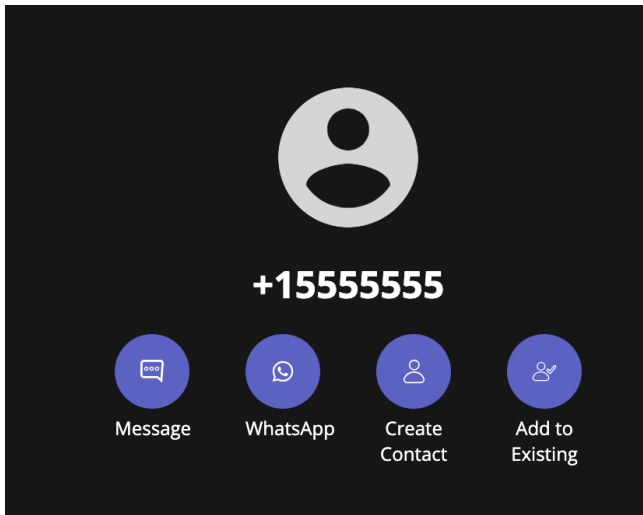 +15555555
Message
WhatsApp
Create
Contact
Add to
Existing